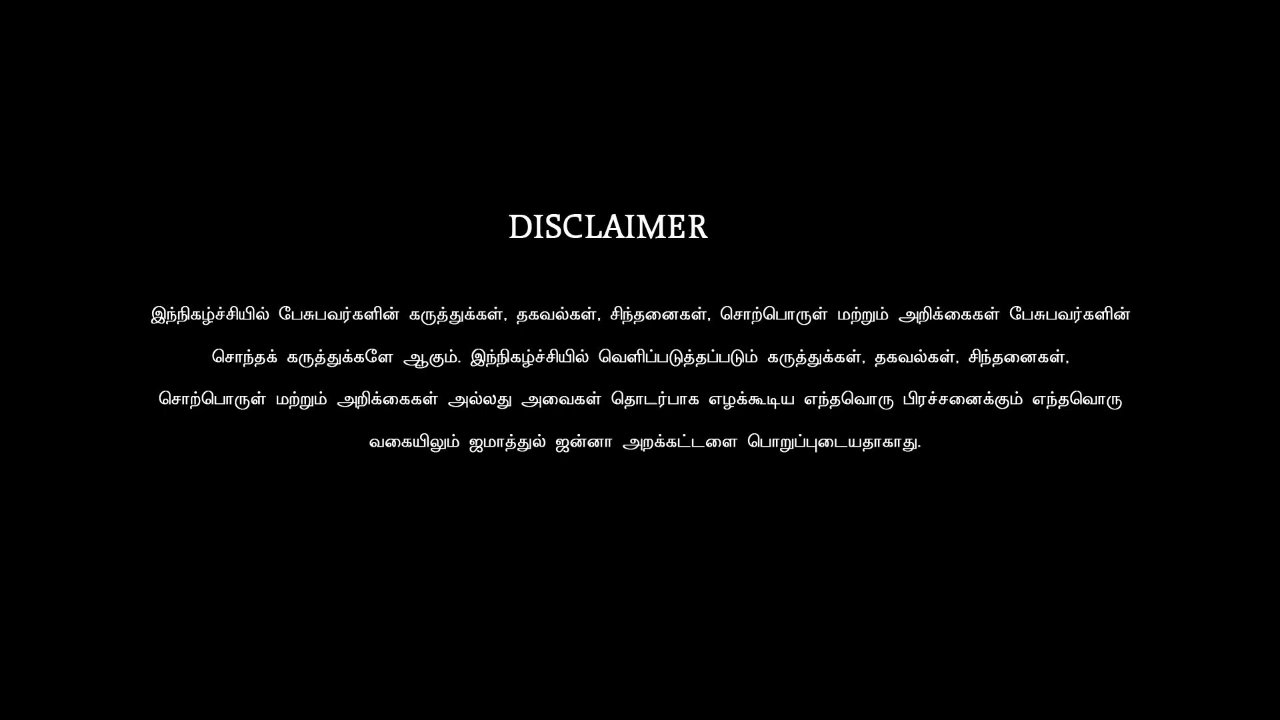 DISCLAIMER
இந்நிகழ்ச்சியில் பேசுபவர்களின் கருத்துக்கள், தகவல்கள், சிந்தனைகள், சொற்பொருள் மற்றும் அறிக்கைகள் பேசுபவர்களின்
சொந்தக் கருத்துக்களே ஆகும். இந்நிகழ்ச்சியில் வெளிப்படுத்தப்படும் கருத்துக்கள், தகவல்கள், சிந்தனைகள்,
சொற்பொருள் மற்றும் அறிக்கைகள் அல்லது அவைகள் தொடர்பாக எழக்கூடிய எந்தவொரு பிரச்சனைக்கும் எந்தவொரு
வகையிலும் ஜமாத்துல் ஜன்னா அறக்கட்டளை பொறுப்புடையதாகாது.